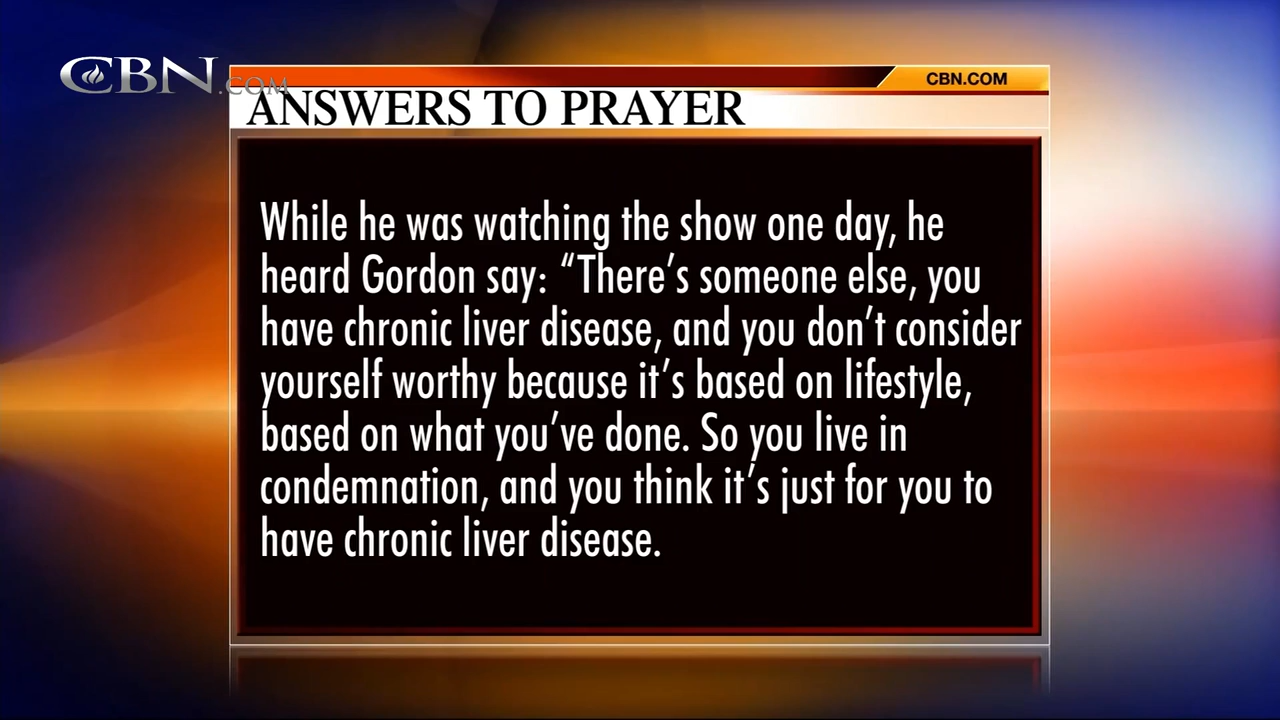 CBN.COM
CBN.COM
ANSWERS TO PRAYER
While he was watching the show one day, he
heard Gordon say: “There’s someone else, you
have chronic liver disease, and you don’t consider
yourself worthy because it’s based on lifestyle,
based on what you’ve done. So you live in
condemnation, and you think it’s just for you to
have chronic liver disease.